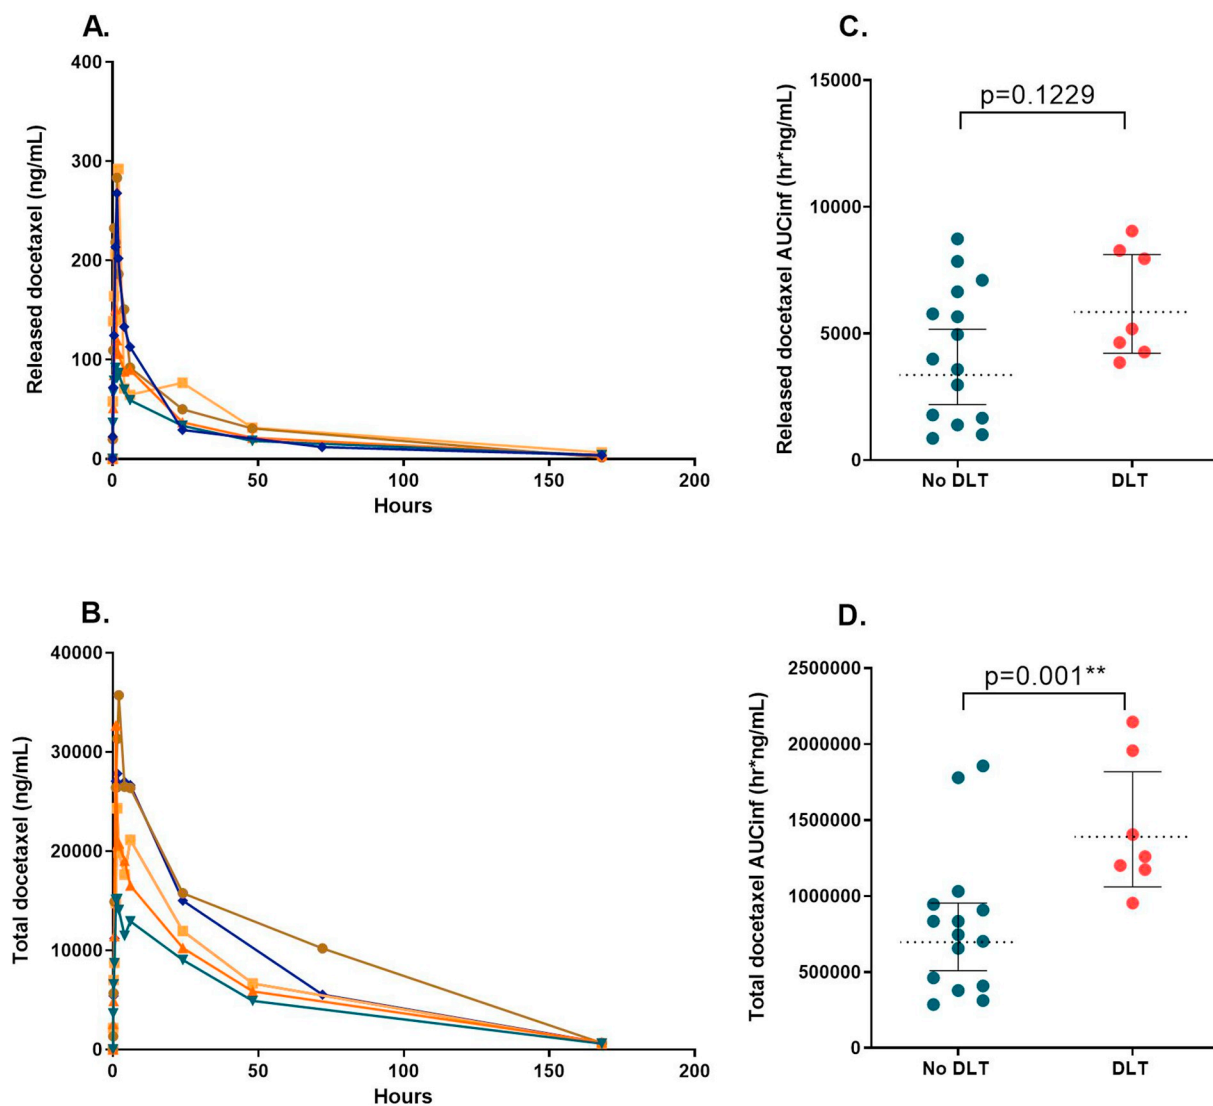 A.
Released docetaxel (ng/mL)
400
300
200
100
0
0 50 100 150 200
Hours
C.
Released docetaxel AUCinf (hr*ng/mL)
15000
10000
5000
0
p=0.1229
No DLT DLT
B.
Total docetaxel (ng/mL)
40000
30000
20000
10000
0
0 50 100 150 200
Hours
D.
Total docetaxel AUCinf (hr*ng/mL)
2500000
2000000
1500000
1000000
500000
0
p=0.001**
No DLT DLT